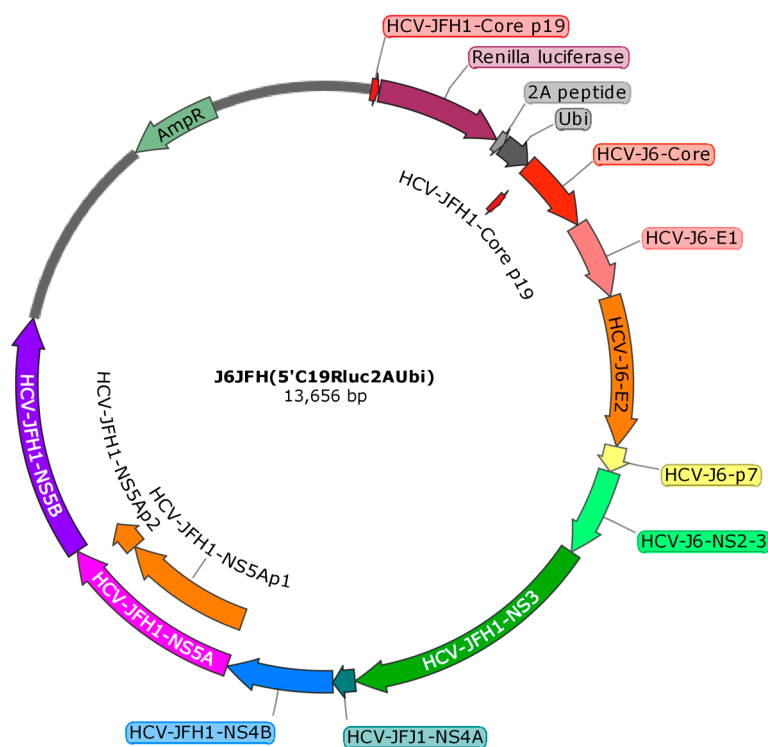 HCV-JFH1-Core p19
Renilla luciferase
2A peptide
Ubi
AmpR
HCV-J6-Core
HCV-JFH1-Core p19
HCV-J6-E1
HCV-J6-E2
J6JFH(5'C19Rluc2AUbi)
13,656 bp
HCV-JFH1-NS5B
HCV-JFH1-NS5Ap2
HCV-J6-p7
HCV-JFH1-NS5Ap1
HCV-J6-NS2-3
HCV-JFH1-NS3
HCV-JFH1-NS5A
HCV-JFH1-NS4B
HCV-JFJ1-NS4A